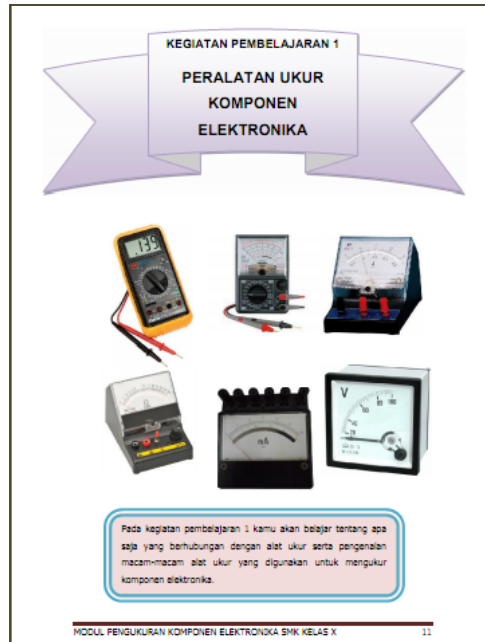 KEGIATAN PEMBELAJARAN 1
PERALATAN UKUR
KOMPONEN
ELEKTRONIKA
139
A
Ω
mA
V
Pada kegiatan pembelajaran 1 kamu akan belajar tentang apa
saja yang berhubungan dengan alat ukur serta pengenalan
macam-macam alat ukur yang digunakan untuk mengukur
komponen elektronika.
MODUL PENGUKURAN KOMPONEN ELEKTRONIKA SMK KELAS X 11